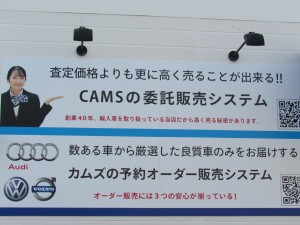 査定価格よりも更に高く売ることが出来る!!
CAMSの委託販売システム
創業40年、輸入車を取り扱っている当店だから高く売る秘密があります。
数ある車から厳選した良質車のみをお届けする
Audi
カムズの予約オーダー販売システム
VOLVO
オーダー販売には3つの安心が揃っている!